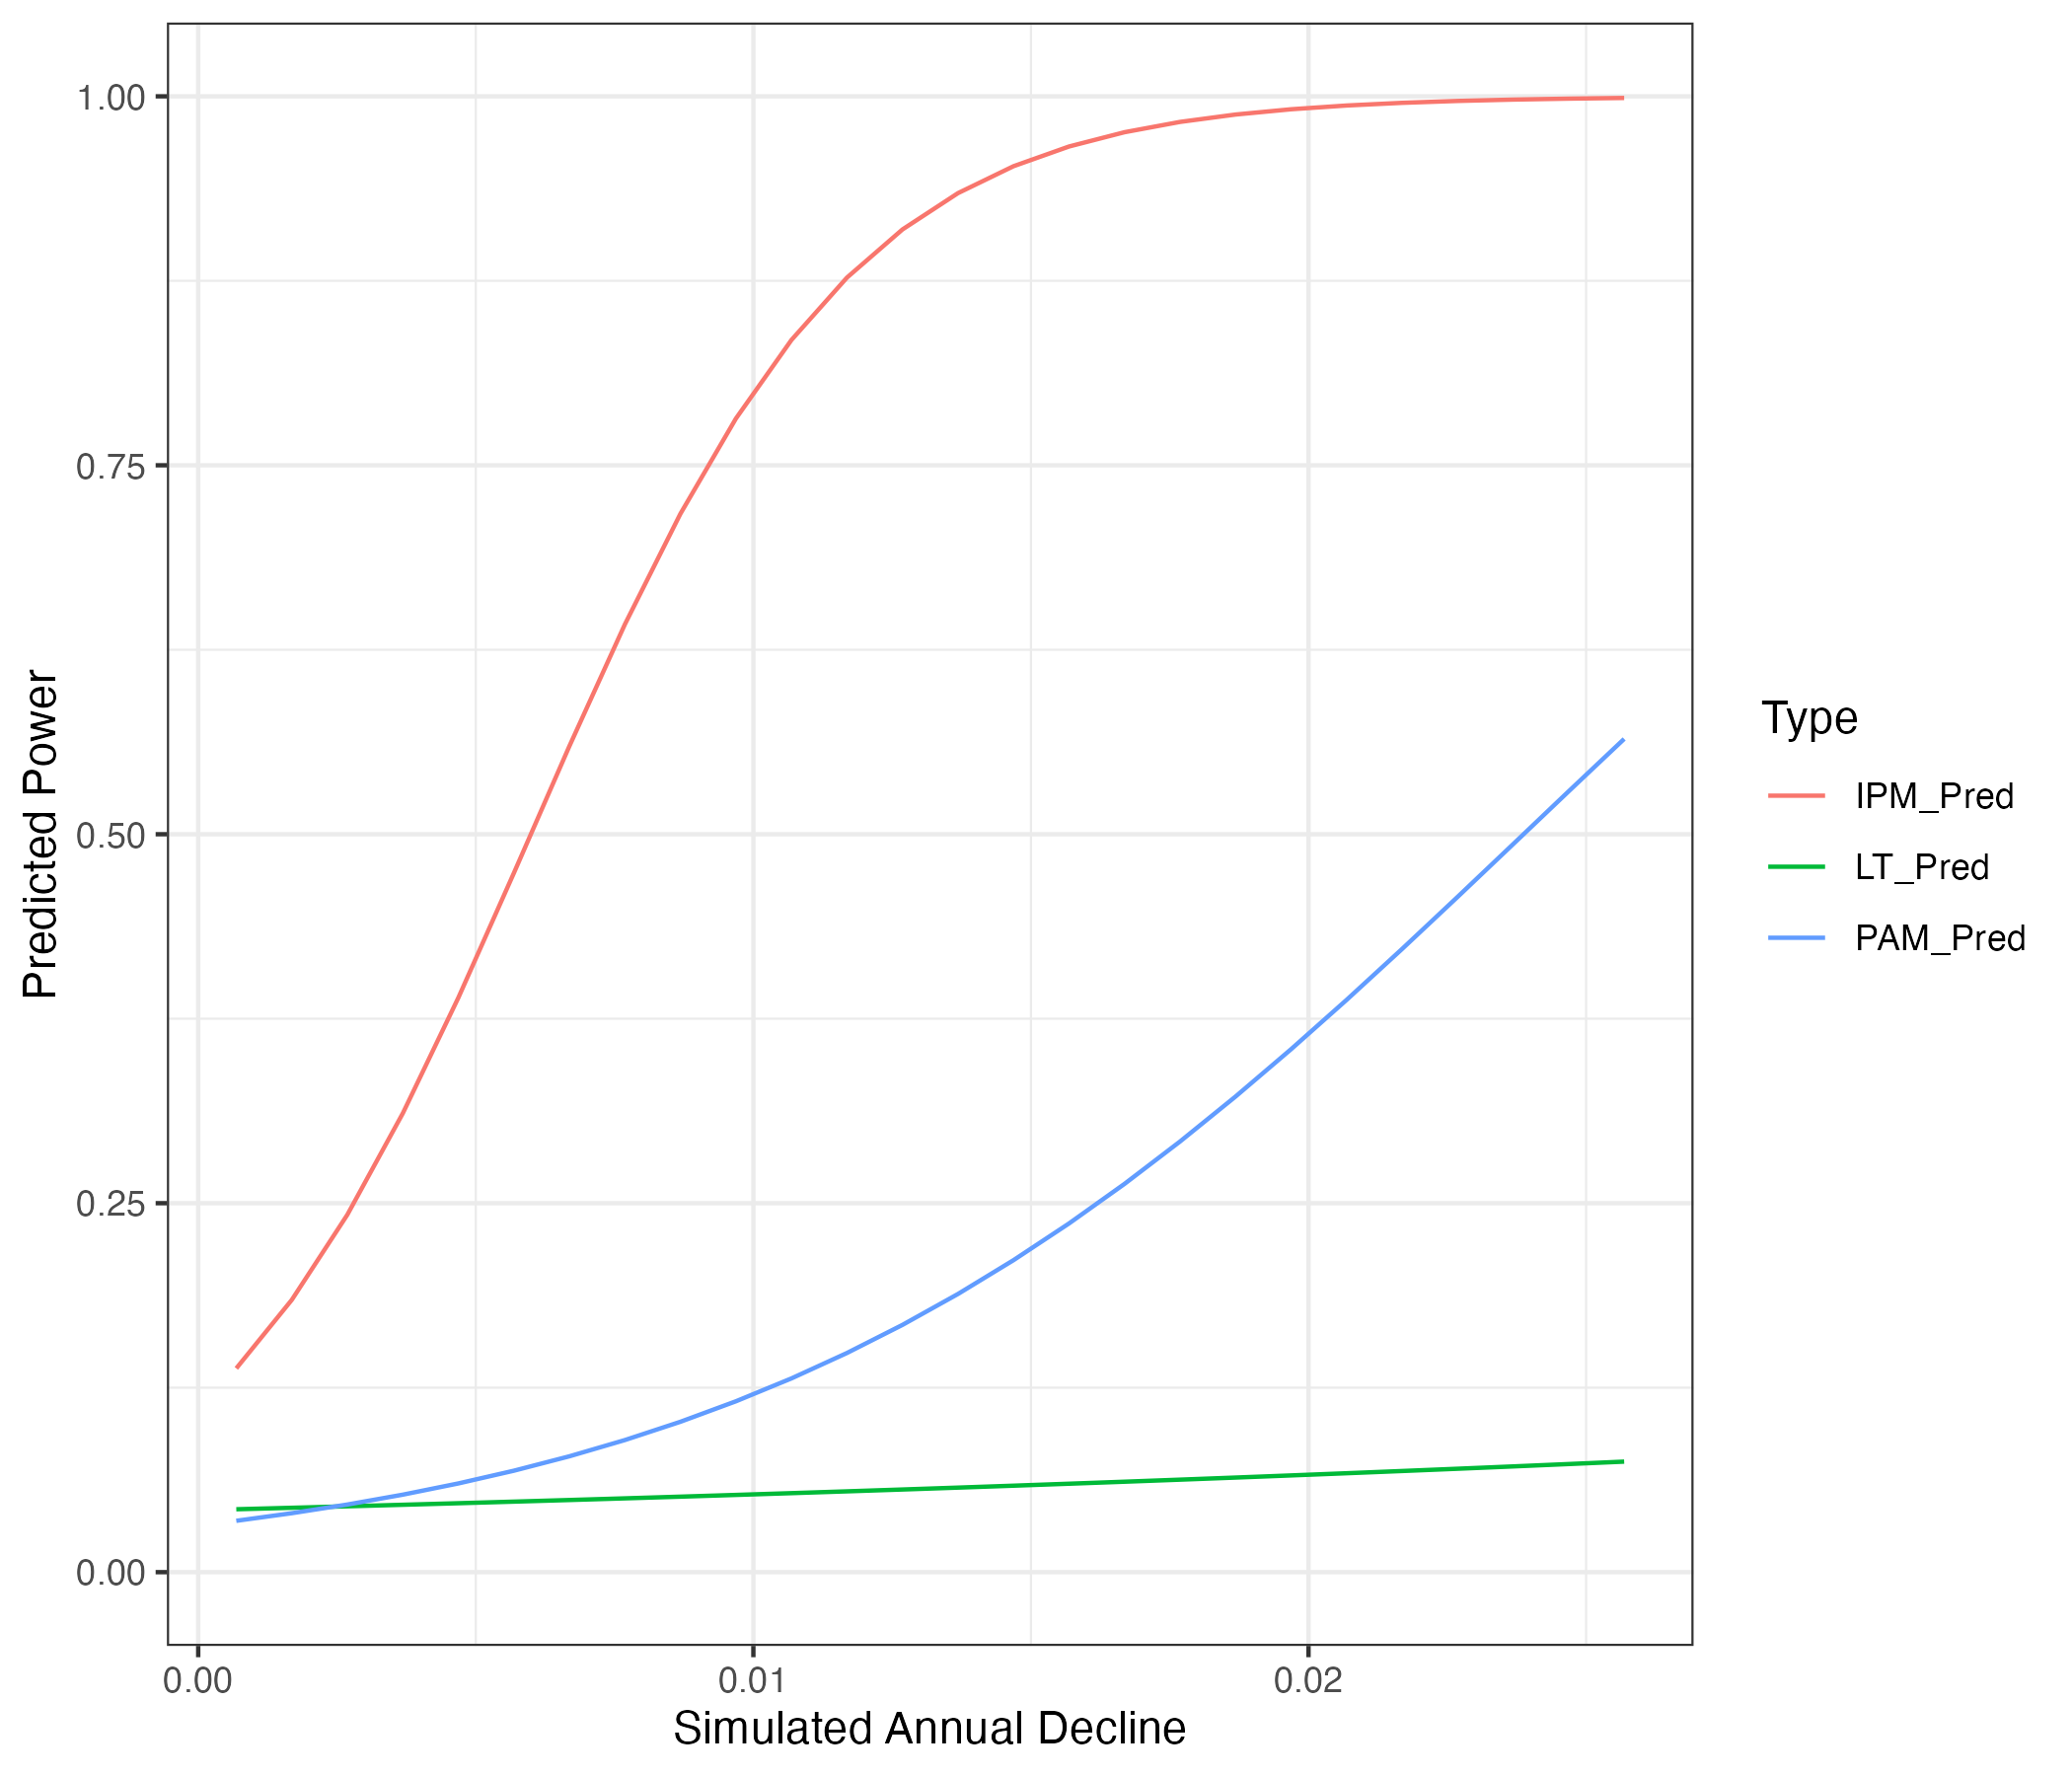 1.00
0.75
0.50
0.25
0.00
Predicted Power
0.00 0.01 0.02
Simulated Annual Decline
Type
IPM_Pred
LT_Pred
PAM_Pred